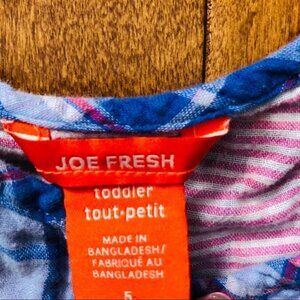 JOE FRESH
toddler
tout-petit
MADE IN
BANGLADESH/
FABRIQUÉ AU
BANGLADESH
5